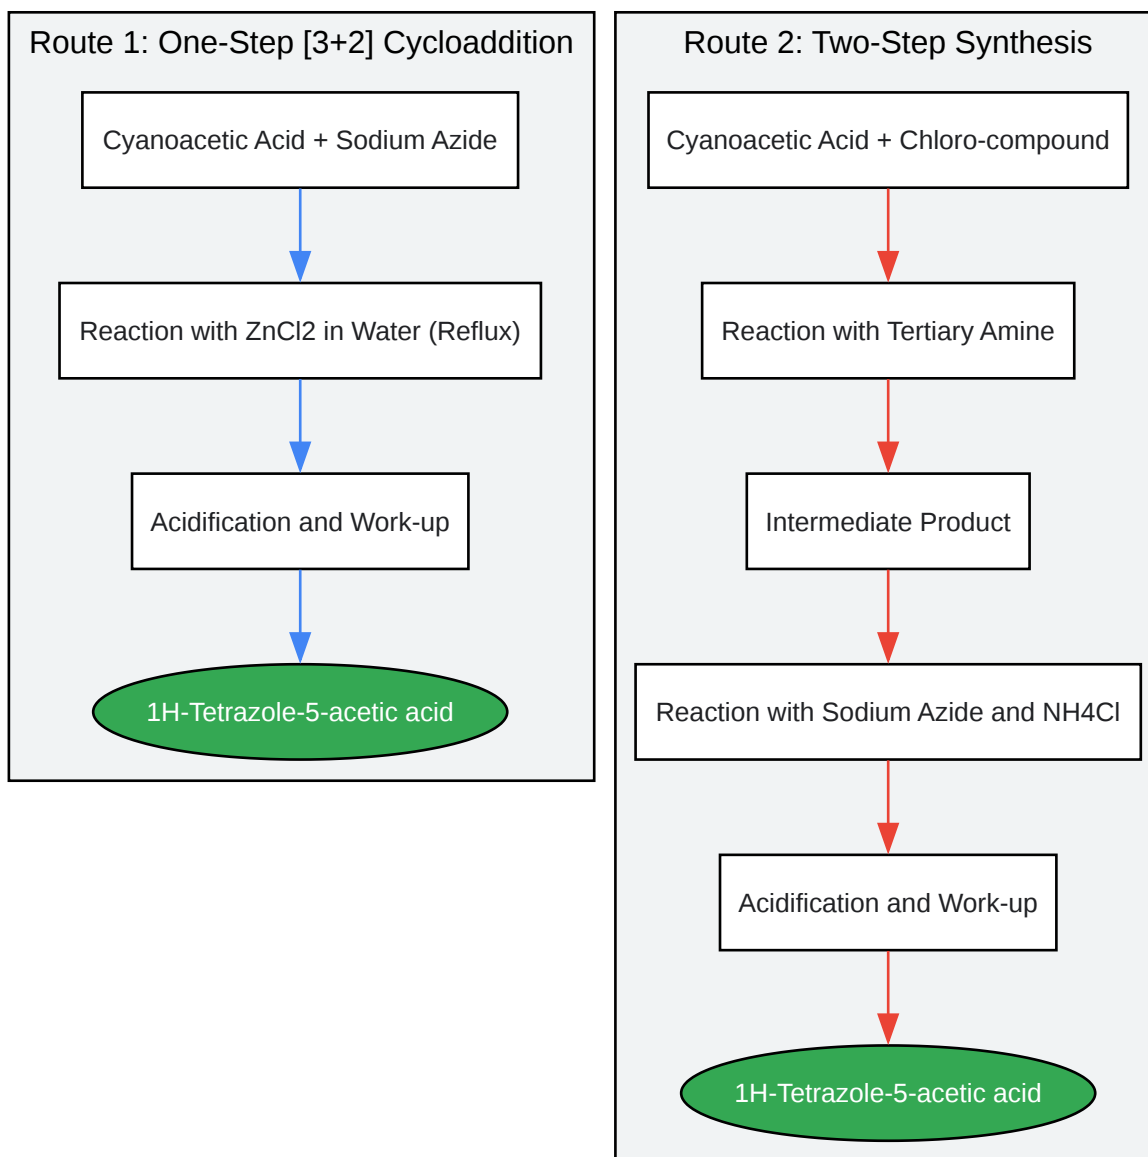 Route 1: One-Step [3+2] Cycloaddition
Cyanoacetic Acid + Sodium Azide
Reaction with ZnCl2 in Water (Reflux)
Acidification and Work-up
1H-Tetrazole-5-acetic acid
Route 2: Two-Step Synthesis
Cyanoacetic Acid + Chloro-compound
Reaction with Tertiary Amine
Intermediate Product
Reaction with Sodium Azide and NH4Cl
Acidification and Work-up
1H-Tetrazole-5-acetic acid